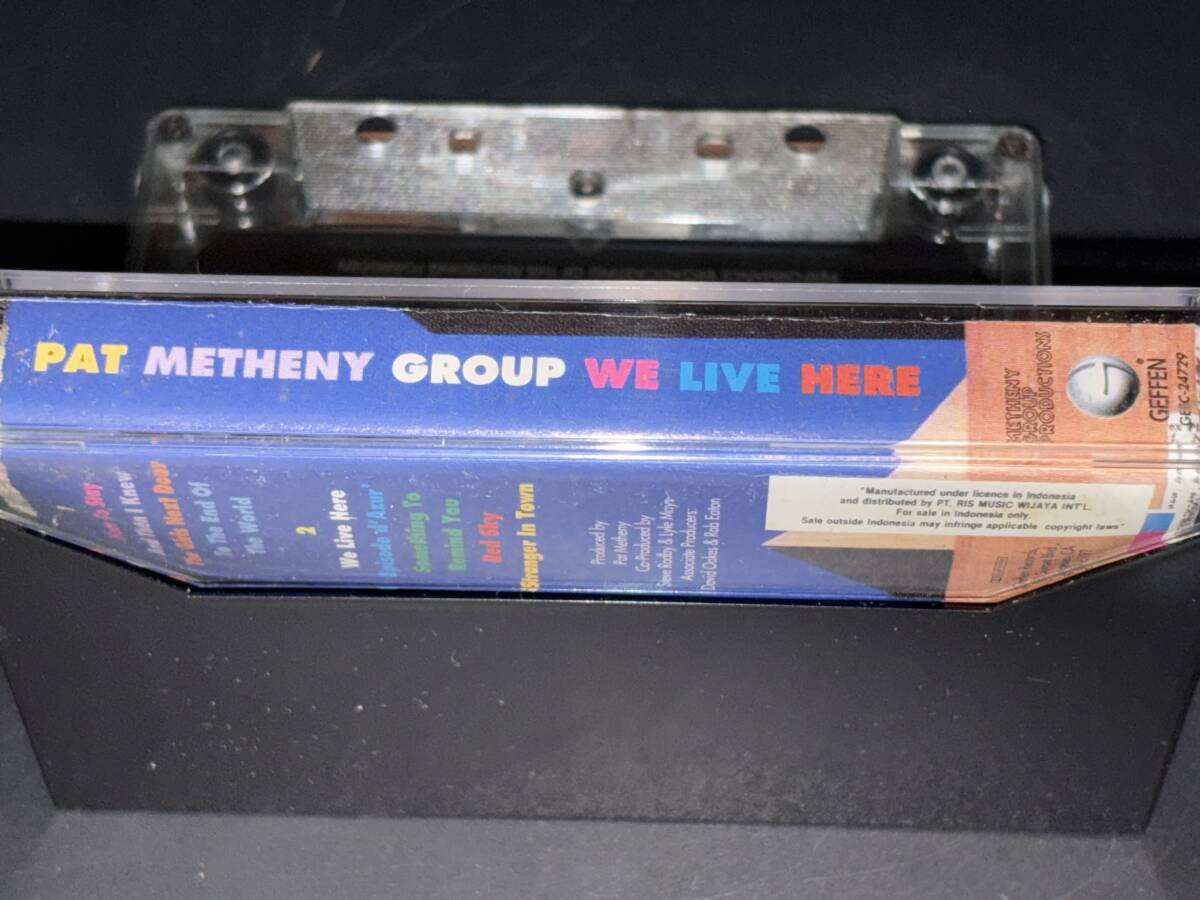 PAT METHENY GROUP WE LIVE HERE
METHENY
GROUP
PRODUCTIONS
GEFFEN
Here To Stay
And Then I Knew
The Girls Next Door
To The End Of
The World
2
We Live Here
Episode d'Azur
Something To
Remind You
Red Sky
Stranger In Town
Produced by
Pat Metheny
Co-Produced by
Steve Rodby & Lyle Mays
Associate Producers:
David Oakes & Rob Eaton
"Manufactured under licence in Indonesia
and distributed by PT. RIS MUSIC WIJAYA INT'L.
For sale in Indonesia only.
Sale outside Indonesia may infringe applicable copyright laws"